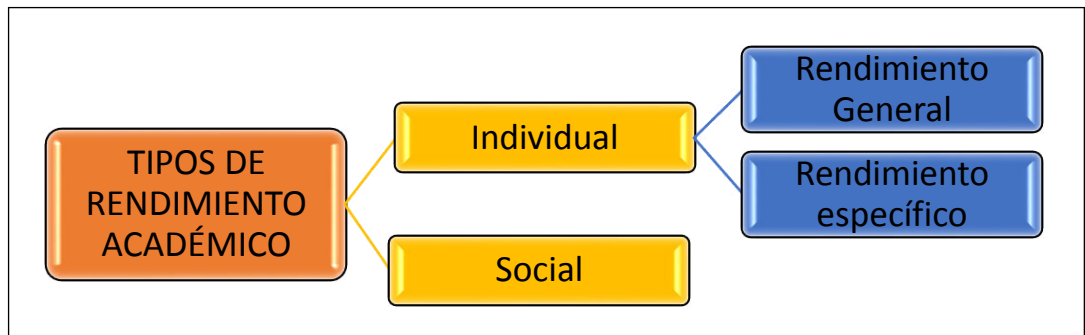 TIPOS DE
RENDIMIENTO
ACADÉMICO
Individual
Social
Rendimiento
General
Rendimiento
específico